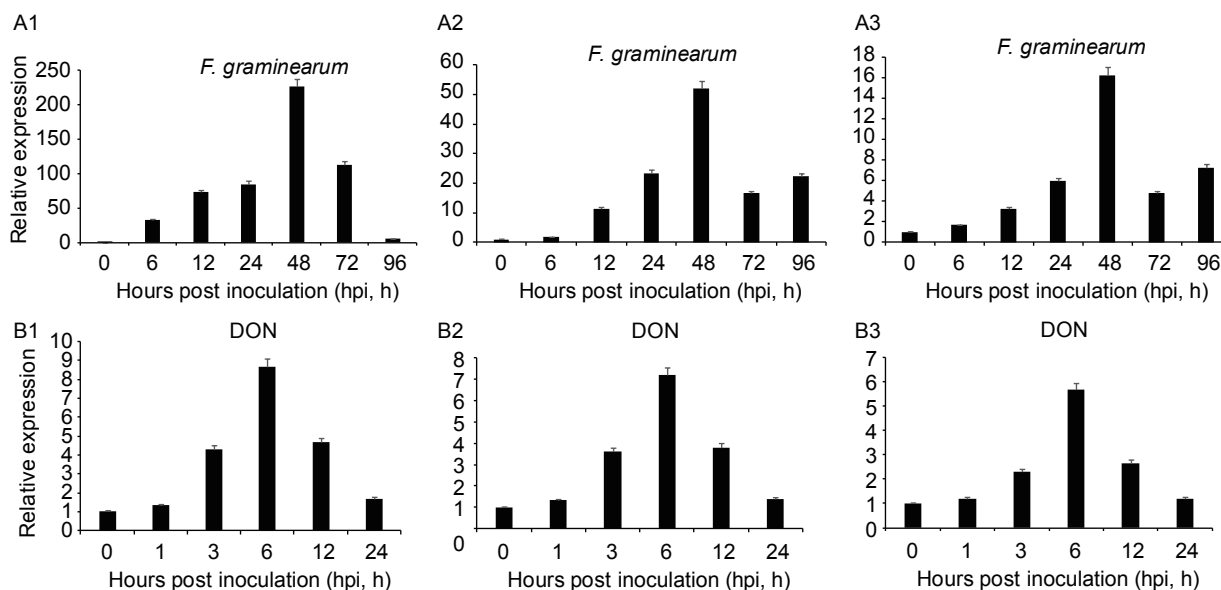 A1
F. graminearum
Relative expression
250
200
150
100
50
0
0 6 12 24 48 72 96
Hours post inoculation (hpi, h)
A2
F. graminearum
60
50
40
30
20
10
0
0 6 12 24 48 72 96
Hours post inoculation (hpi, h)
A3
F. graminearum
18
16
14
12
10
8
6
4
2
0
0 6 12 24 48 72 96
Hours post inoculation (hpi, h)
B1
DON
Relative expression
10
9
8
7
6
5
4
3
2
1
0
0 1 3 6 12 24
Hours post inoculation (hpi, h)
B2
DON
8
7
6
5
4
3
2
1
0
0 1 3 6 12 24
Hours post inoculation (hpi, h)
B3
DON
7
6
5
4
3
2
1
0
0 1 3 6 12 24
Hours post inoculation (hpi, h)